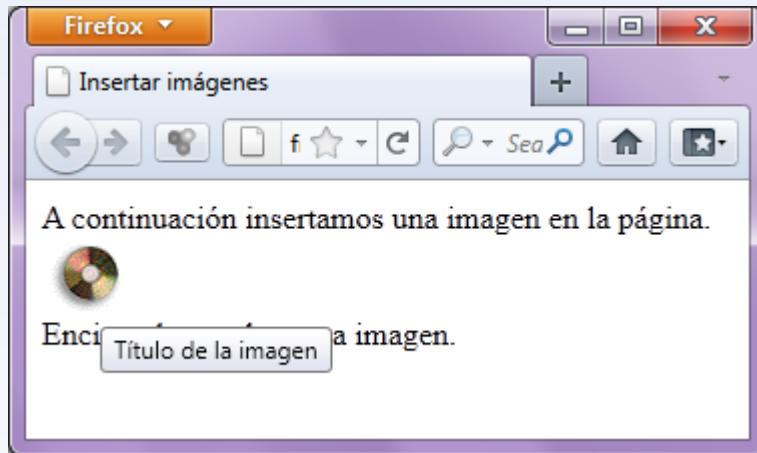 Firefox
Insertar imágenes
Sea
A continuación insertamos una imagen en la página.
Enci a imagen.
Título de la imagen